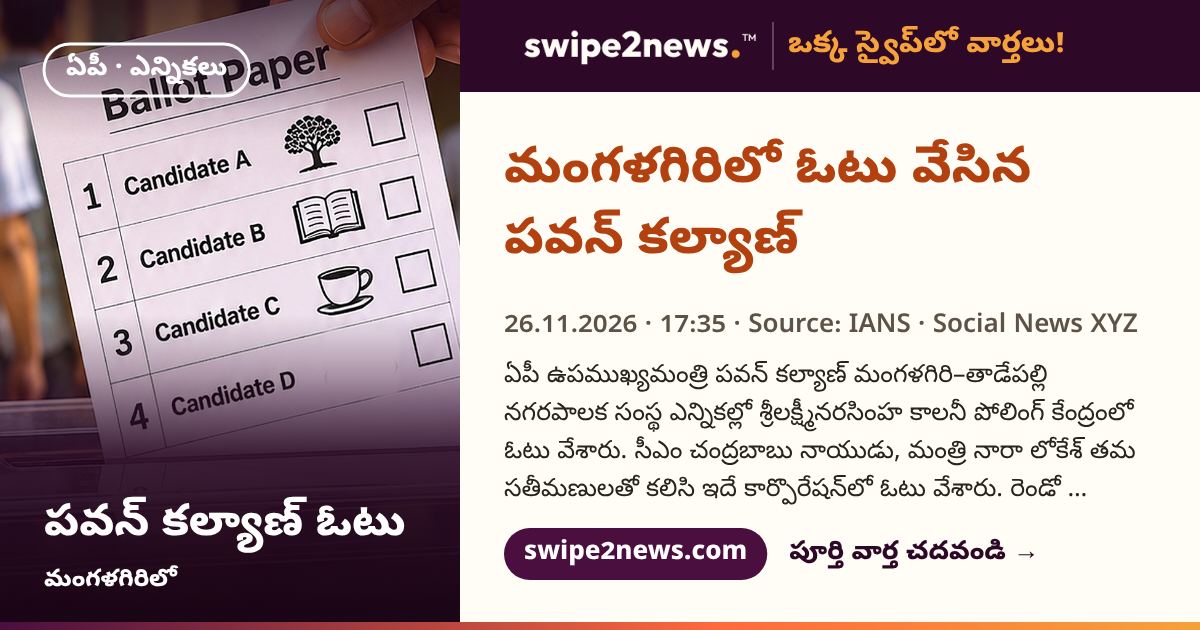 ఏపీ · ఎన్నికలు
Ballot Paper
1 Candidate A
2 Candidate B
3 Candidate C
4 Candidate D
పవన్ కల్యాణ్ ఓటు
మంగళగిరిలో
swipe2news.™ ఒక్క స్వైప్‌లో వార్తలు!
మంగళగిరిలో ఓటు వేసిన
పవన్ కల్యాణ్
26.11.2026 · 17:35 · Source: IANS · Social News XYZ
ఏపీ ఉపముఖ్యమంత్రి పవన్ కల్యాణ్ మంగళగిరి–తాడేపల్లి
నగరపాలక సంస్థ ఎన్నికల్లో శ్రీలక్ష్మీనరసింహ కాలనీ పోలింగ్ కేంద్రంలో
ఓటు వేశారు. సీఎం చంద్రబాబు నాయుడు, మంత్రి నారా లోకేశ్ తమ
సతీమణులతో కలిసి ఇదే కార్పొరేషన్‌లో ఓటు వేశారు. రెండో ...
swipe2news.com పూర్తి వార్త చదవండి →